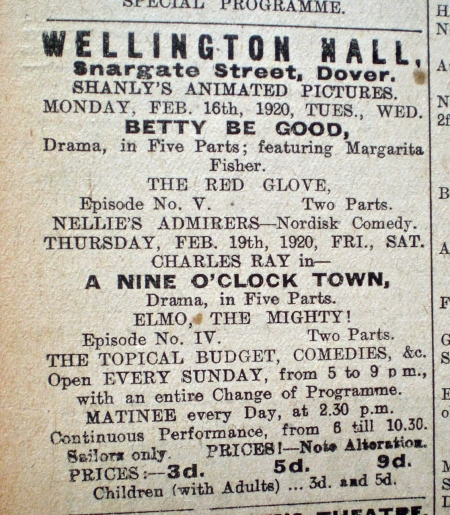 SPECIAL PROGRAMME.
WELLINGTON HALL,
Snargate Street, Dover.
SHANLY'S ANIMATED PICTURES.
MONDAY, FEB. 16th, 1920, TUES., WED.
BETTY BE GOOD,
Drama, in Five Parts; featuring Margarita
Fisher.
THE RED GLOVE,
Episode No. V. Two Parts.
NELLIE'S ADMIRERS—Nordisk Comedy.
THURSDAY, FEB. 19th, 1920, FRI., SAT.
CHARLES RAY in—
A NINE O'CLOCK TOWN,
Drama, in Five Parts.
ELMO, THE MIGHTY!
Episode No. IV. Two Parts.
THE TOPICAL BUDGET, COMEDIES, &c.
Open EVERY SUNDAY, from 5 to 9 p m.,
with an entire Change of Programme.
MATINEE every Day, at 2.30 p.m.
Continuous Performance, from 6 till 10.30.
Sailors only. PRICES!—Note Alteration.
PRICES:—3d. 5d. 9d.
Children (with Adults) ... 3d. and 5d.
THEATRE.